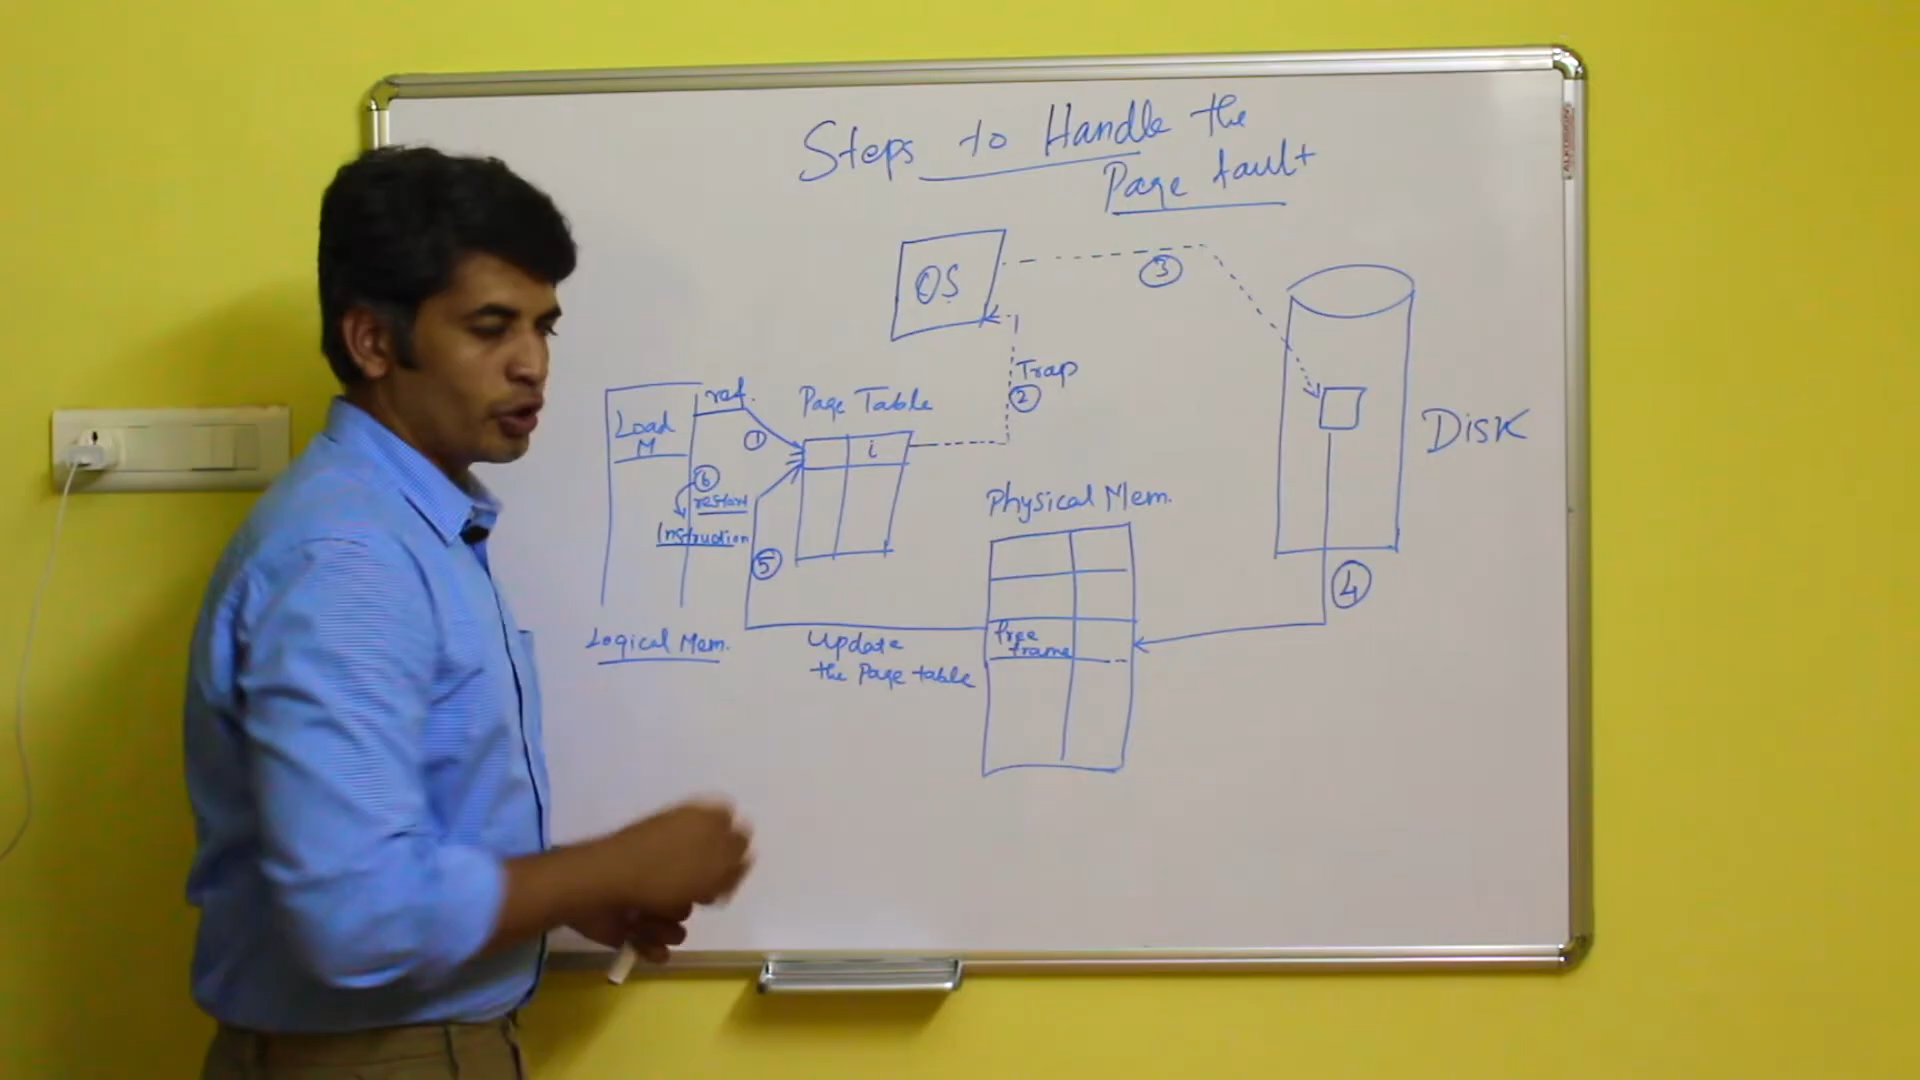 Steps to Handle the
Page fault
OS
3
Trap
2
ref.
Page Table
Load
M
1
i
Disk
6
restart
Instruction
Physical Mem.
5
4
free
frame
Logical Mem.
Update
the Page table